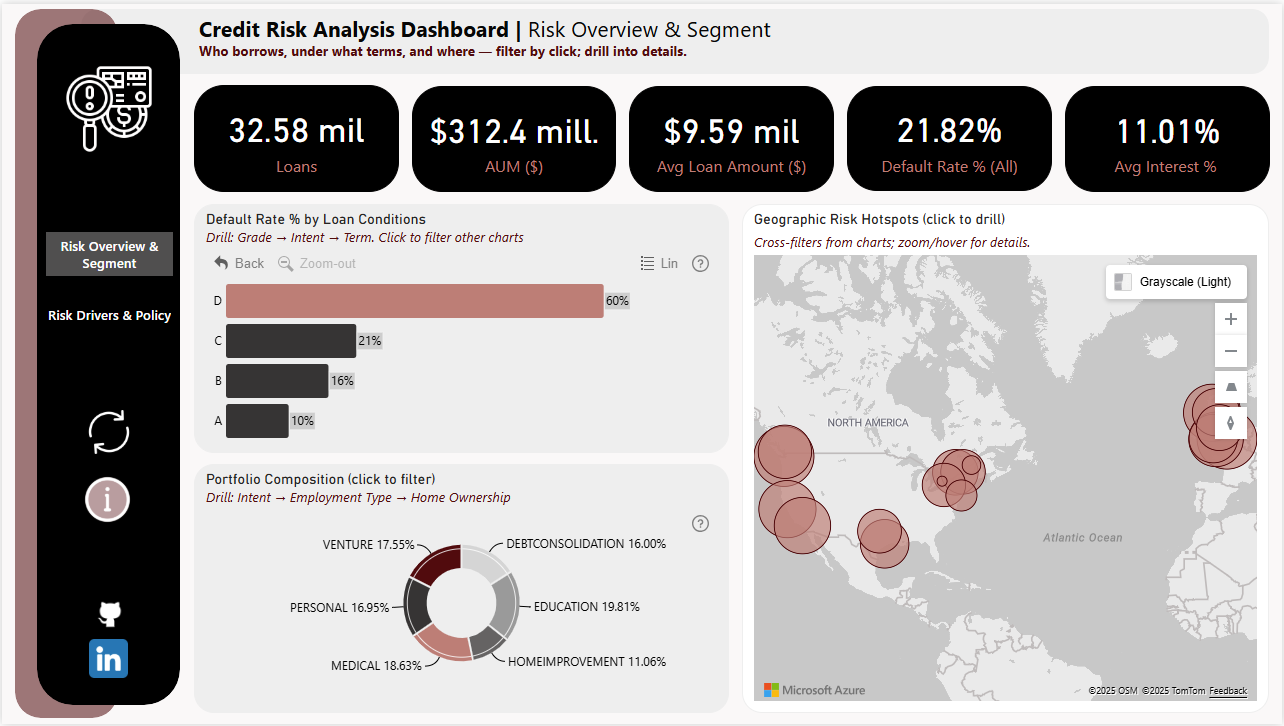 Credit Risk Analysis Dashboard | Risk Overview & Segment
Who borrows, under what terms, and where — filter by click; drill into details.
Risk Overview &
Segment
Risk Drivers & Policy
i
in
32.58 mil
Loans
$312.4 mill.
AUM ($)
$9.59 mil
Avg Loan Amount ($)
21.82%
Default Rate % (All)
11.01%
Avg Interest %
Default Rate % by Loan Conditions
Drill: Grade → Intent → Term. Click to filter other charts
Back
Zoom-out
Lin
?
D 60%
C 21%
B 16%
A 10%
Portfolio Composition (click to filter)
Drill: Intent → Employment Type → Home Ownership
?
VENTURE 17.55%
DEBTCONSOLIDATION 16.00%
PERSONAL 16.95%
EDUCATION 19.81%
MEDICAL 18.63%
HOMEIMPROVEMENT 11.06%
Geographic Risk Hotspots (click to drill)
Cross-filters from charts; zoom/hover for details.
Grayscale (Light)
NORTH AMERICA
Atlantic Ocean
Microsoft Azure
©2025 OSM ©2025 TomTom Feedback